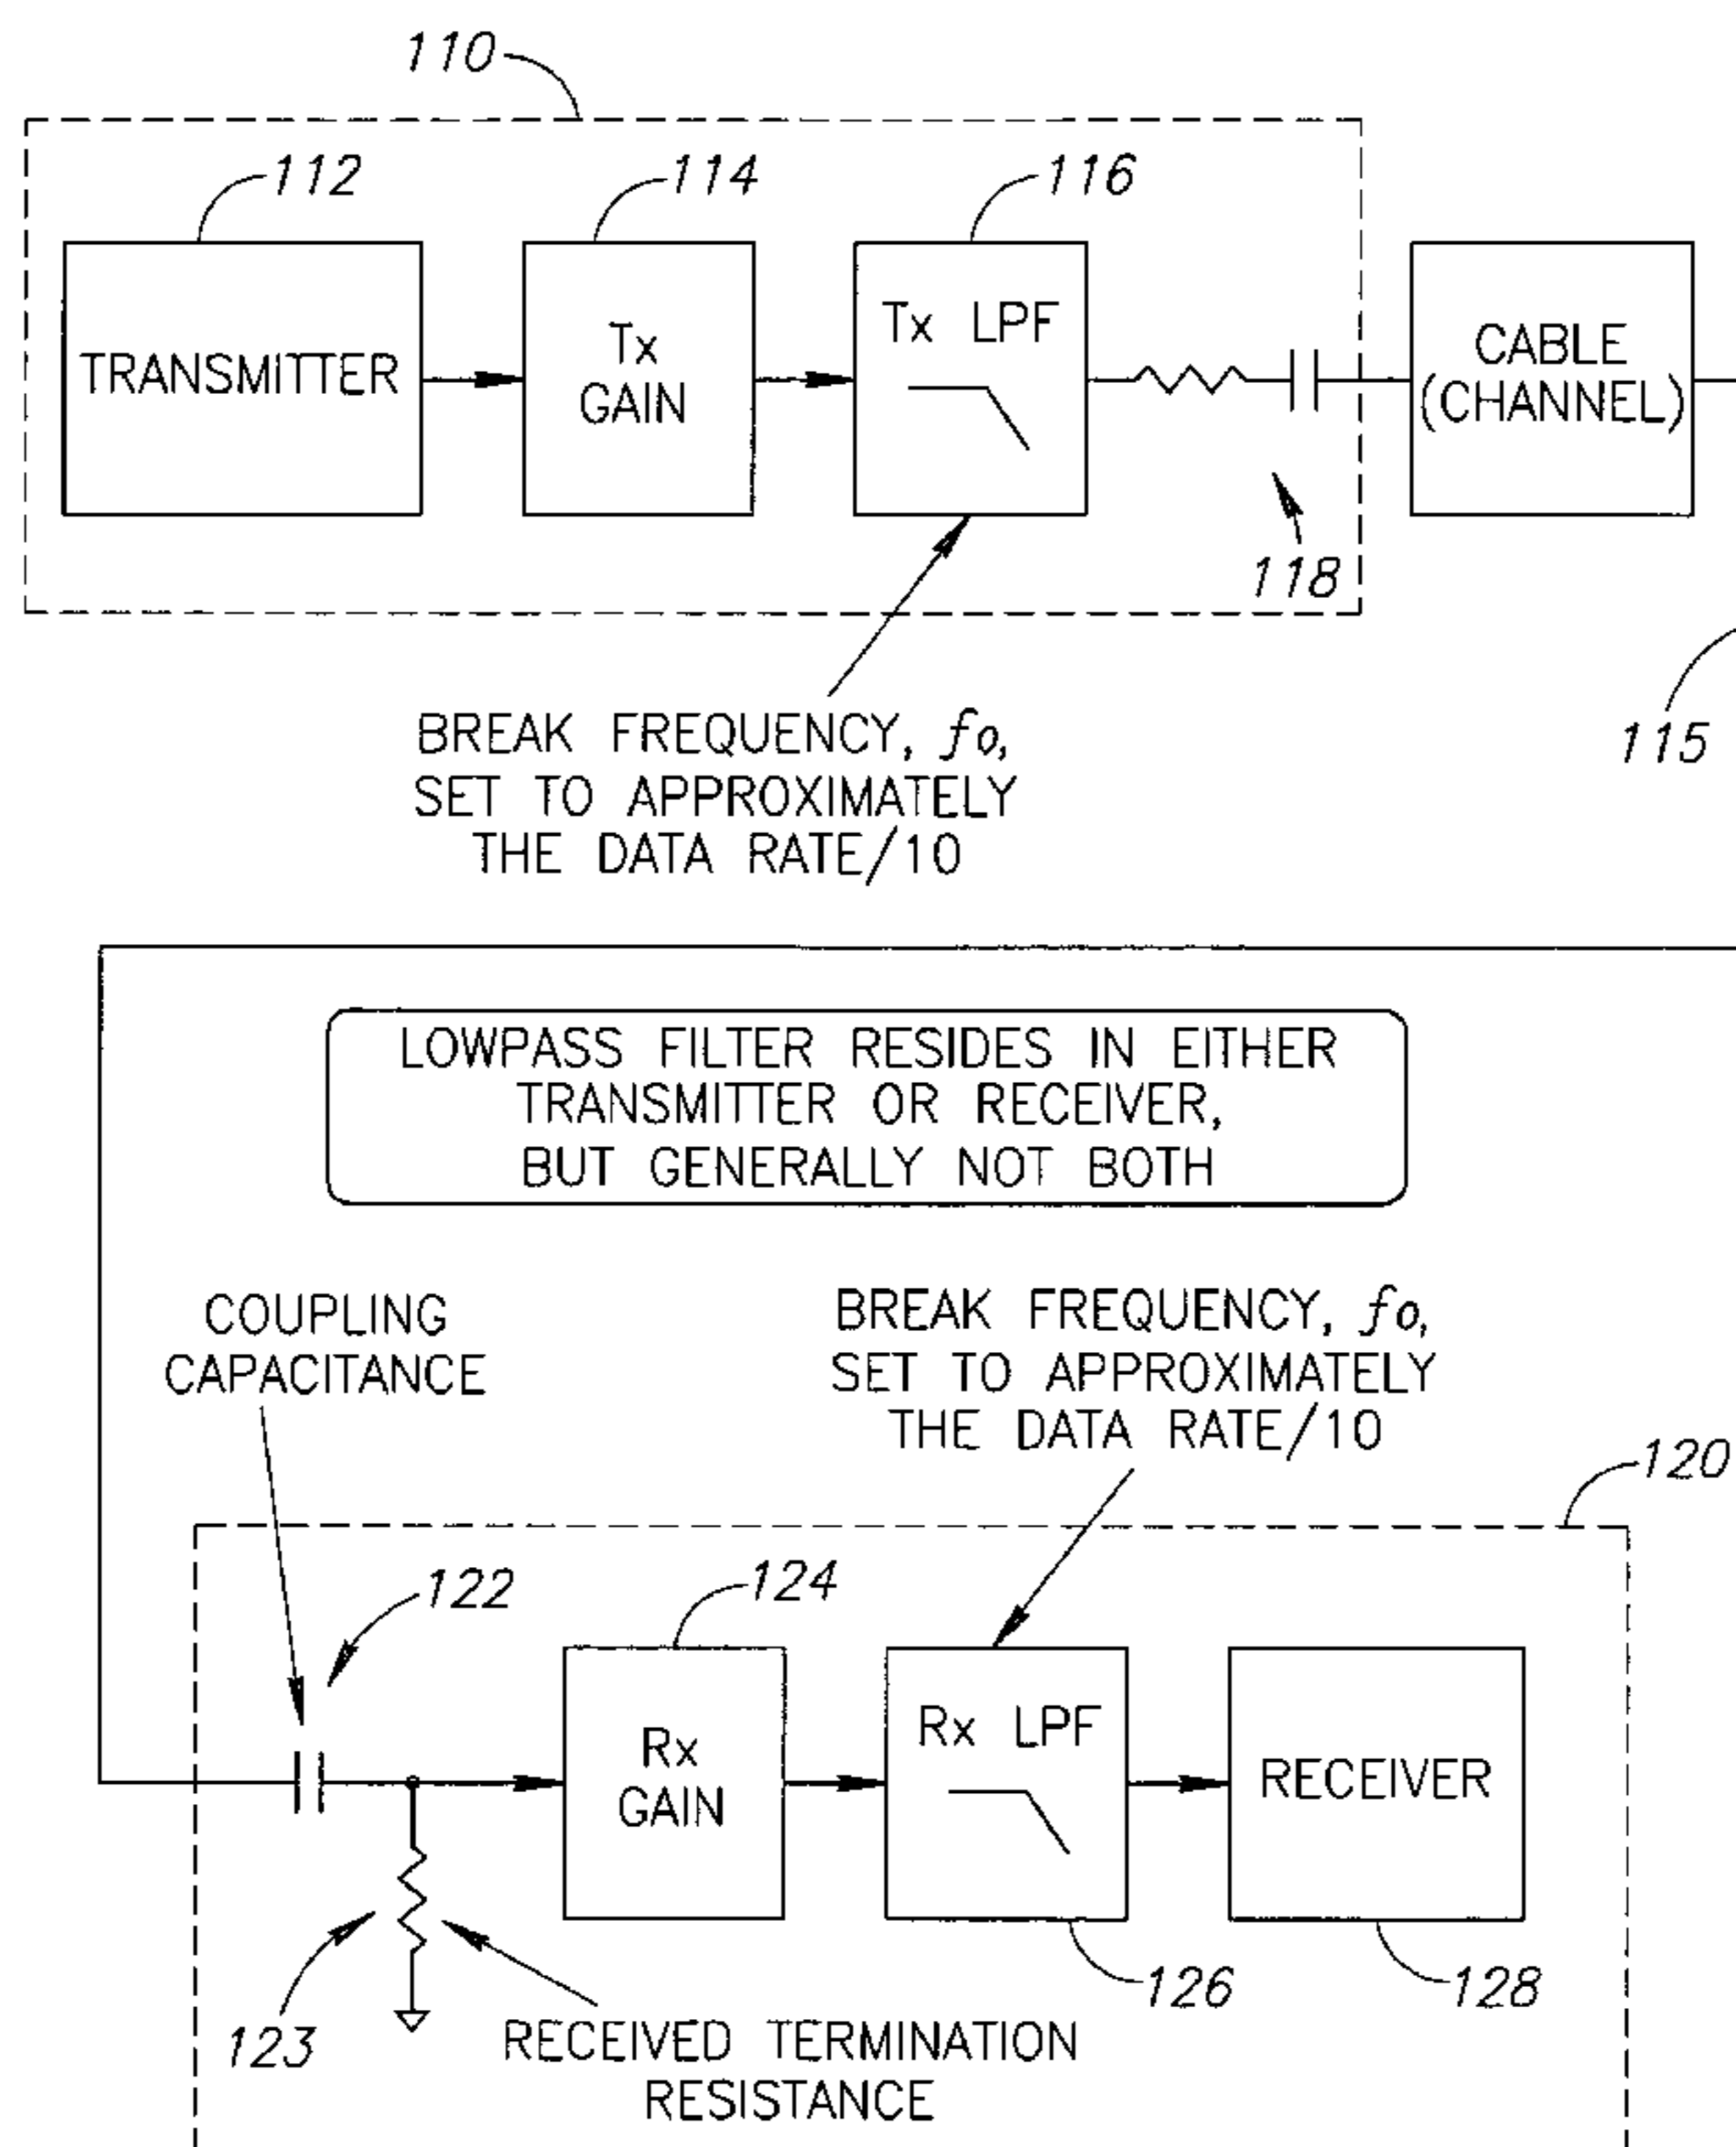 110
112
114
116
TRANSMITTER
Tx
GAIN
Tx LPF
CABLE
(CHANNEL)
118
115
BREAK FREQUENCY, fo,
SET TO APPROXIMATELY
THE DATA RATE/10
LOWPASS FILTER RESIDES IN EITHER
TRANSMITTER OR RECEIVER,
BUT GENERALLY NOT BOTH
COUPLING
CAPACITANCE
BREAK FREQUENCY, fo,
SET TO APPROXIMATELY
THE DATA RATE/10
120
122
124
Rx
GAIN
Rx LPF
RECEIVER
126
128
123
RECEIVED TERMINATION
RESISTANCE